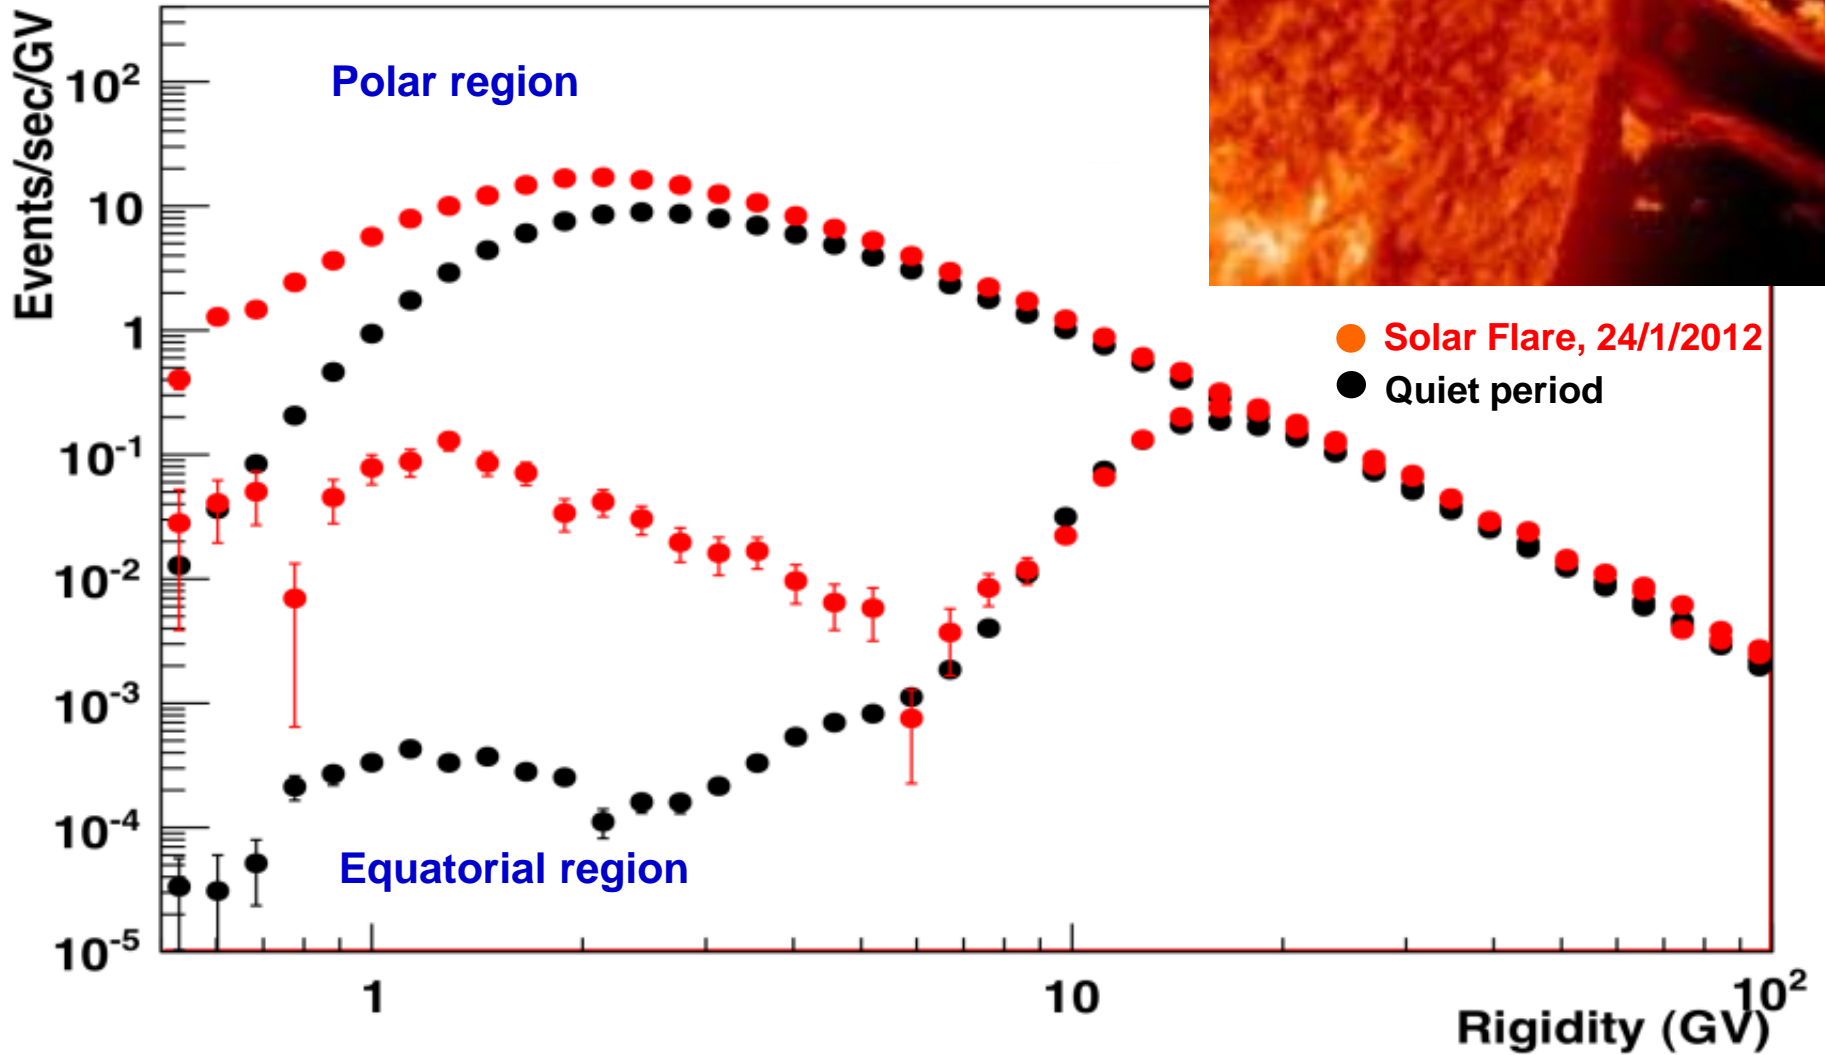 Events/sec/GV
10²
10
1
10⁻¹
10⁻²
10⁻³
10⁻⁴
10⁻⁵
Polar region
Solar Flare, 24/1/2012
Quiet period
Equatorial region
1
10
10²
Rigidity (GV)